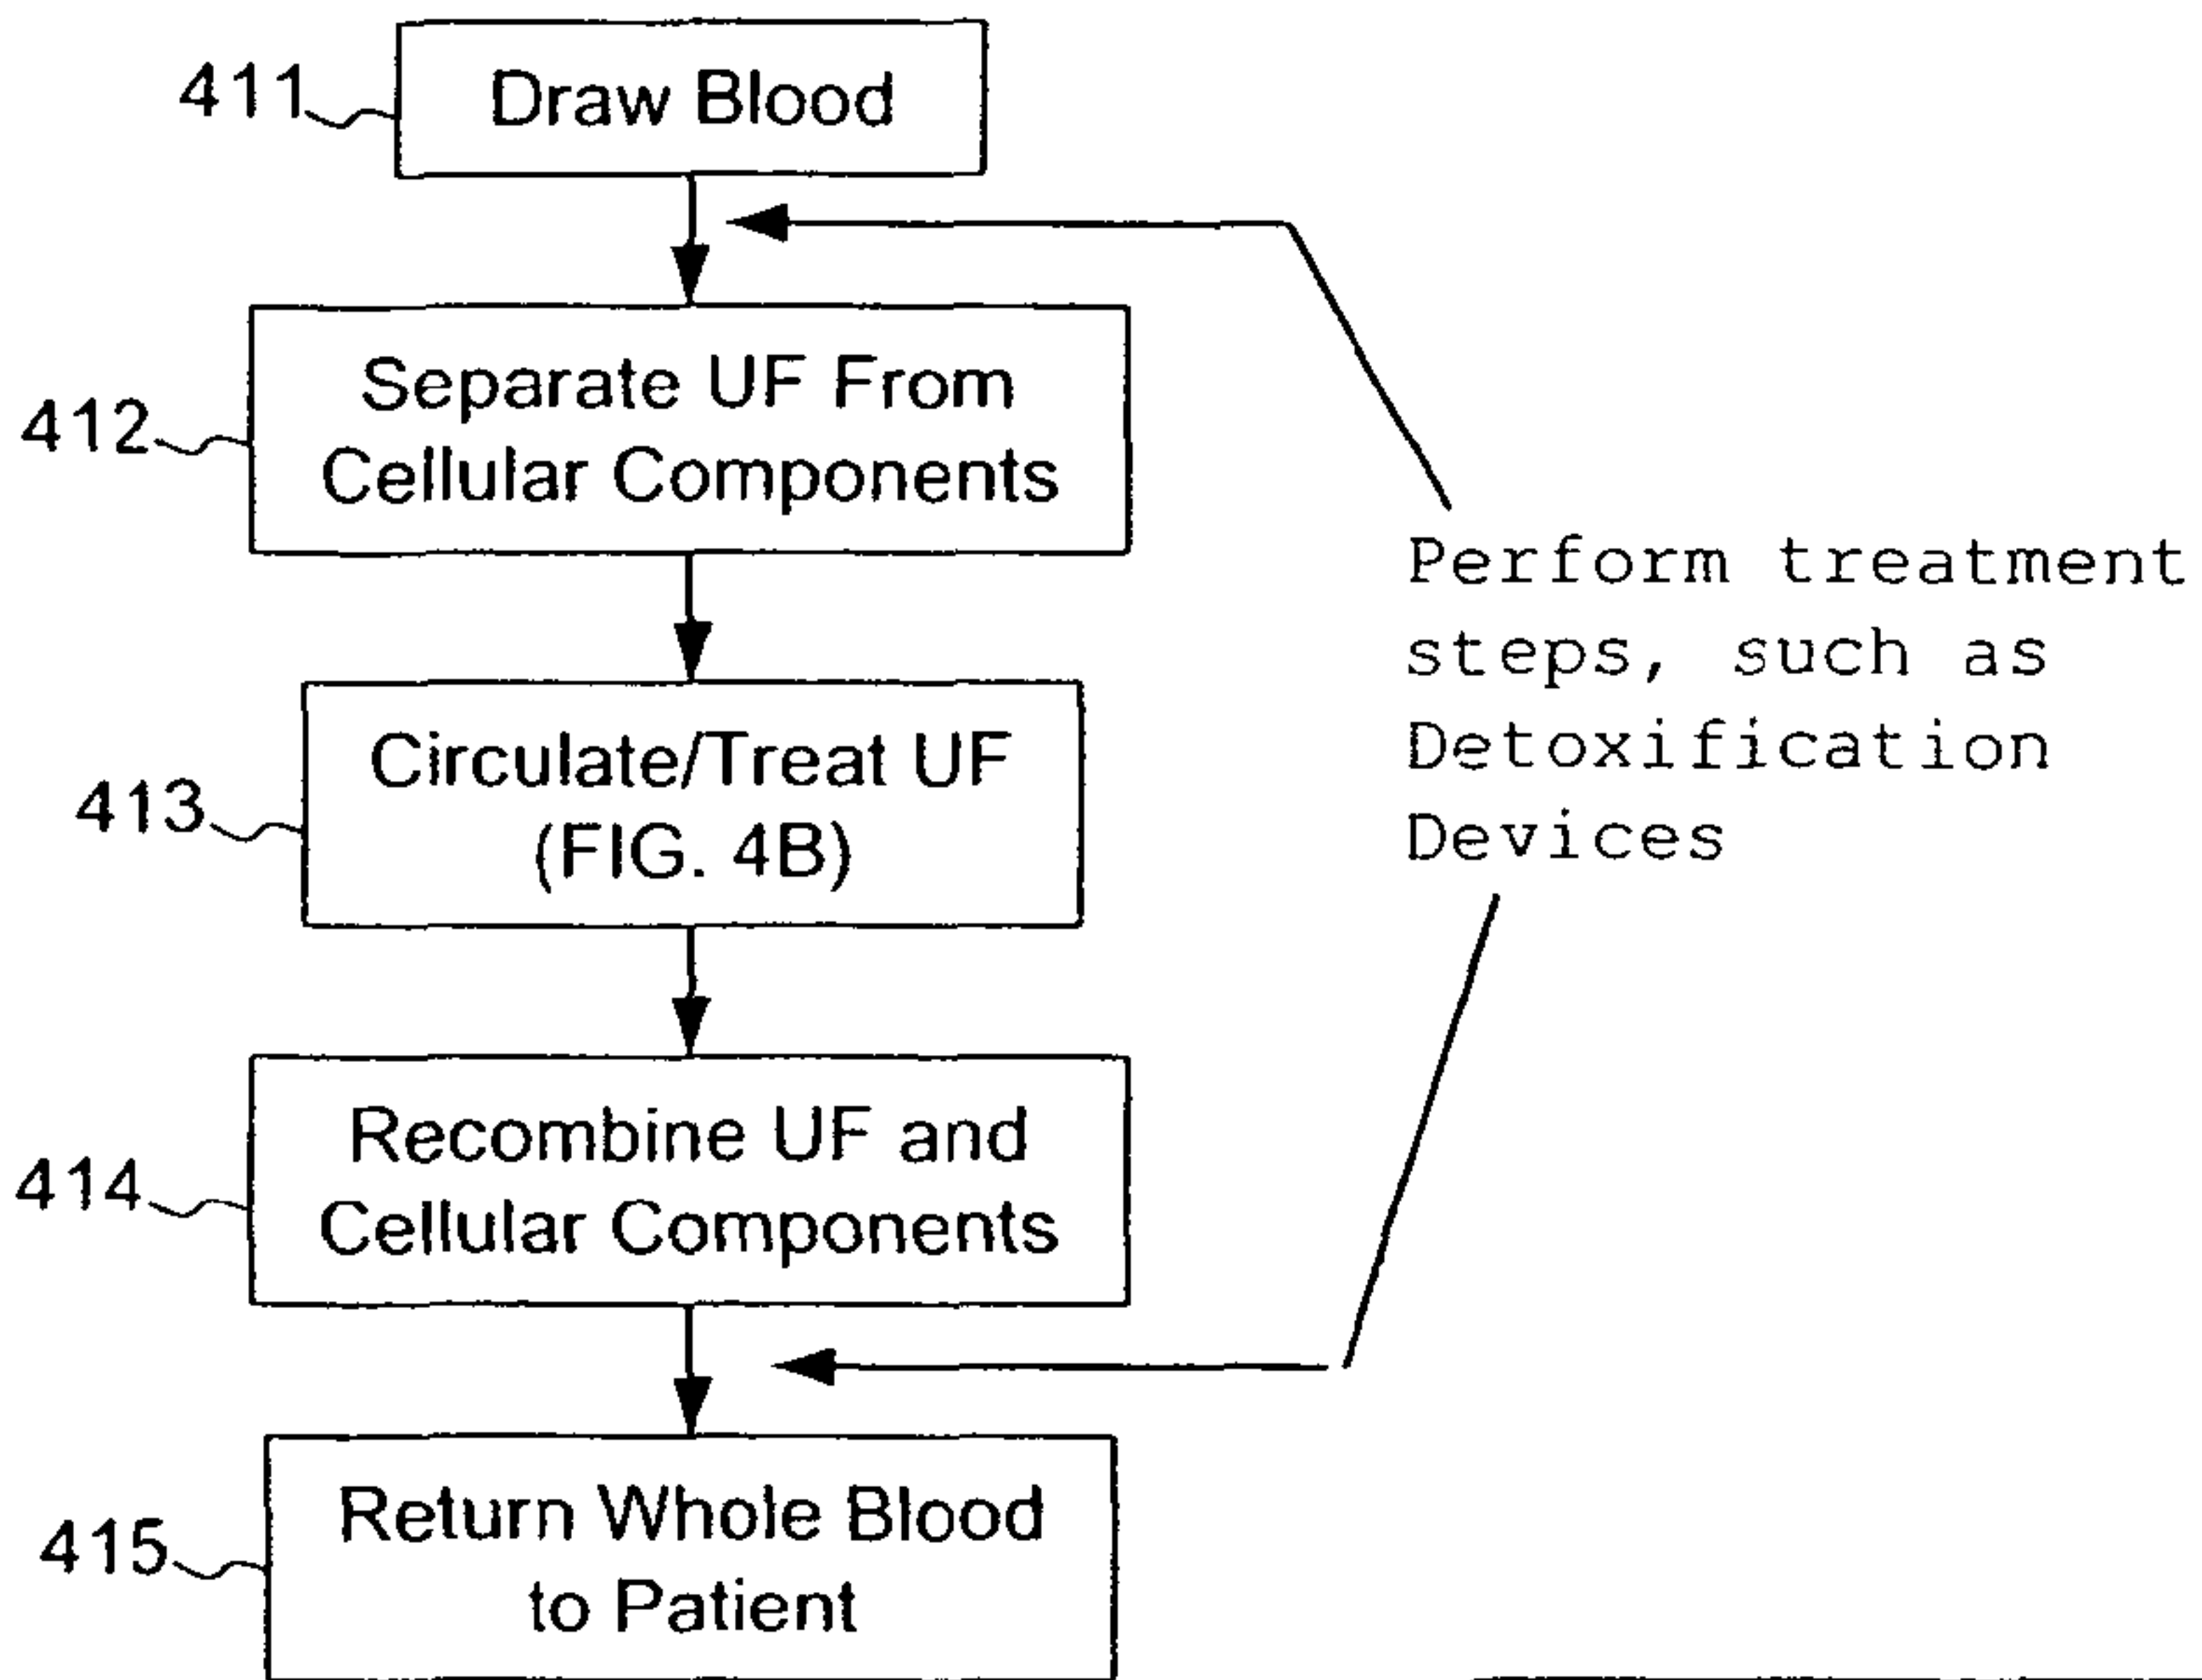 411
Draw Blood
412
Separate UF From
Cellular Components
413
Circulate/Treat UF
(FIG. 4B)
414
Recombine UF and
Cellular Components
415
Return Whole Blood
to Patient
Perform treatment
steps, such as
Detoxification
Devices